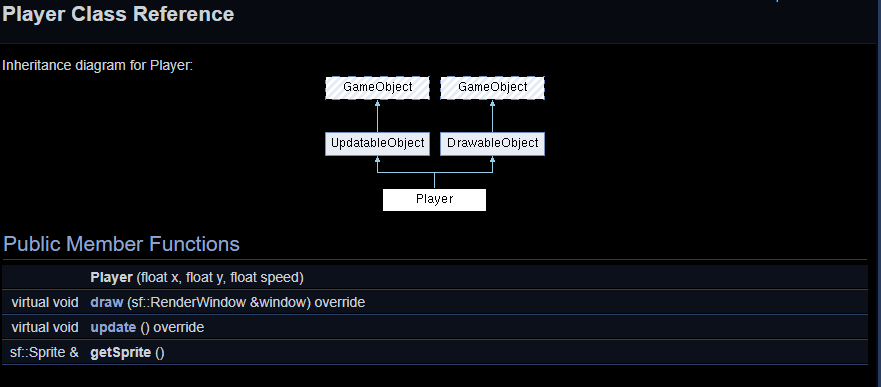 Player Class Reference
Inheritance diagram for Player:
GameObject GameObject
UpdatableObject DrawableObject
Player
Public Member Functions
Player (float x, float y, float speed)
virtual void draw (sf::RenderWindow &window) override
virtual void update () override
sf::Sprite & getSprite ()